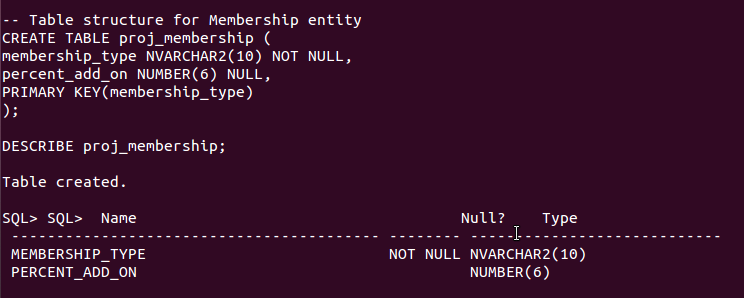 -- Table structure for Membership entity
CREATE TABLE proj_membership (
membership_type NVARCHAR2(10) NOT NULL,
percent_add_on NUMBER(6) NULL,
PRIMARY KEY(membership_type)
);
DESCRIBE proj_membership;
Table created.
SQL> SQL>  Name                                      Null?    Type
 ----------------------------------------- -------- ----------------------------
 MEMBERSHIP_TYPE                           NOT NULL NVARCHAR2(10)
 PERCENT_ADD_ON                                     NUMBER(6)